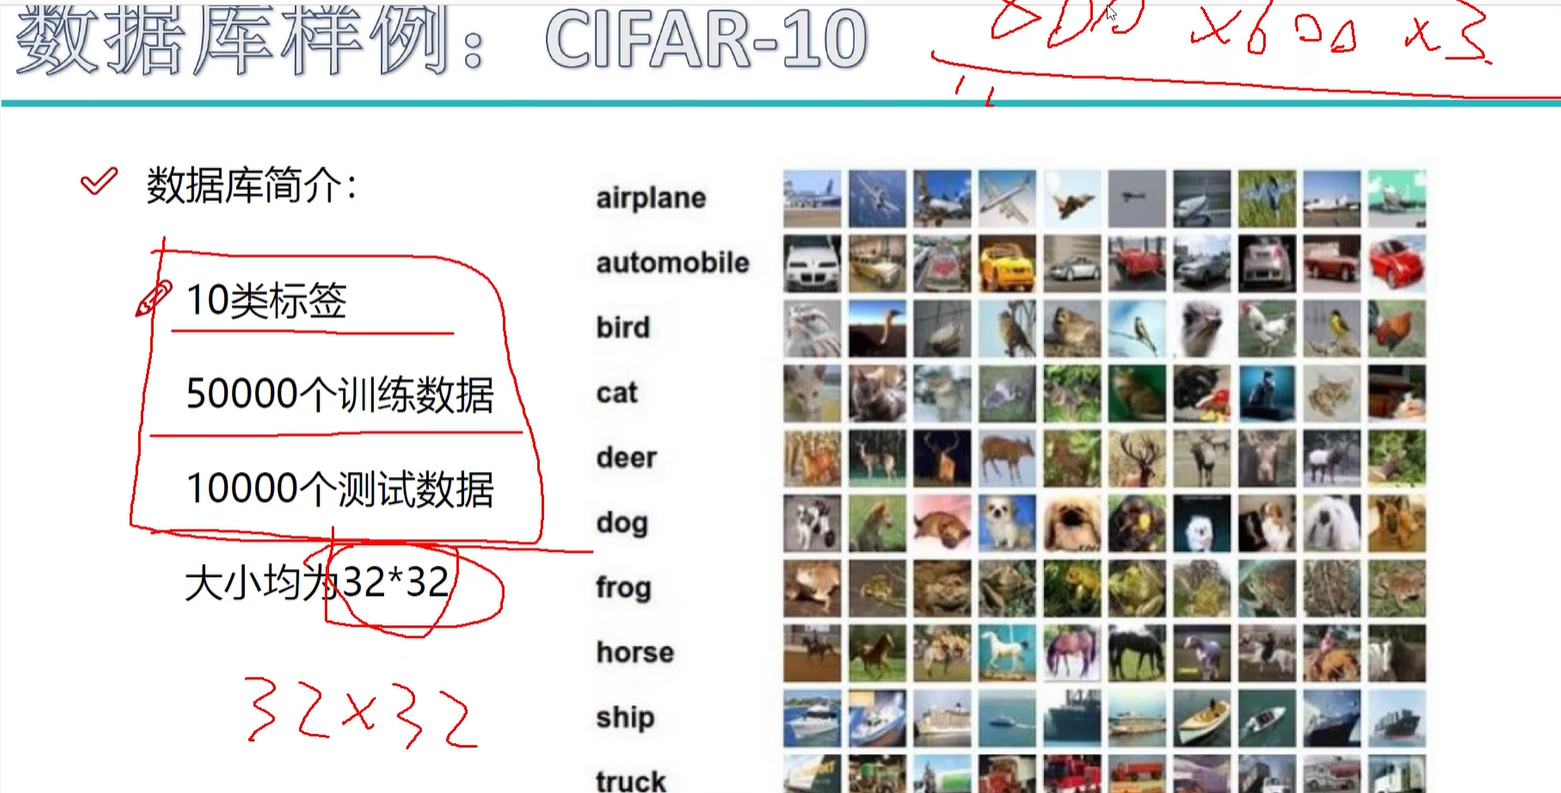 数据库样例： CIFAR-10
x600 x3
数据库简介：
10类标签
50000个训练数据
10000个测试数据
大小均为32*32
32x32
airplane
automobile
bird
cat
deer
dog
frog
horse
ship
truck